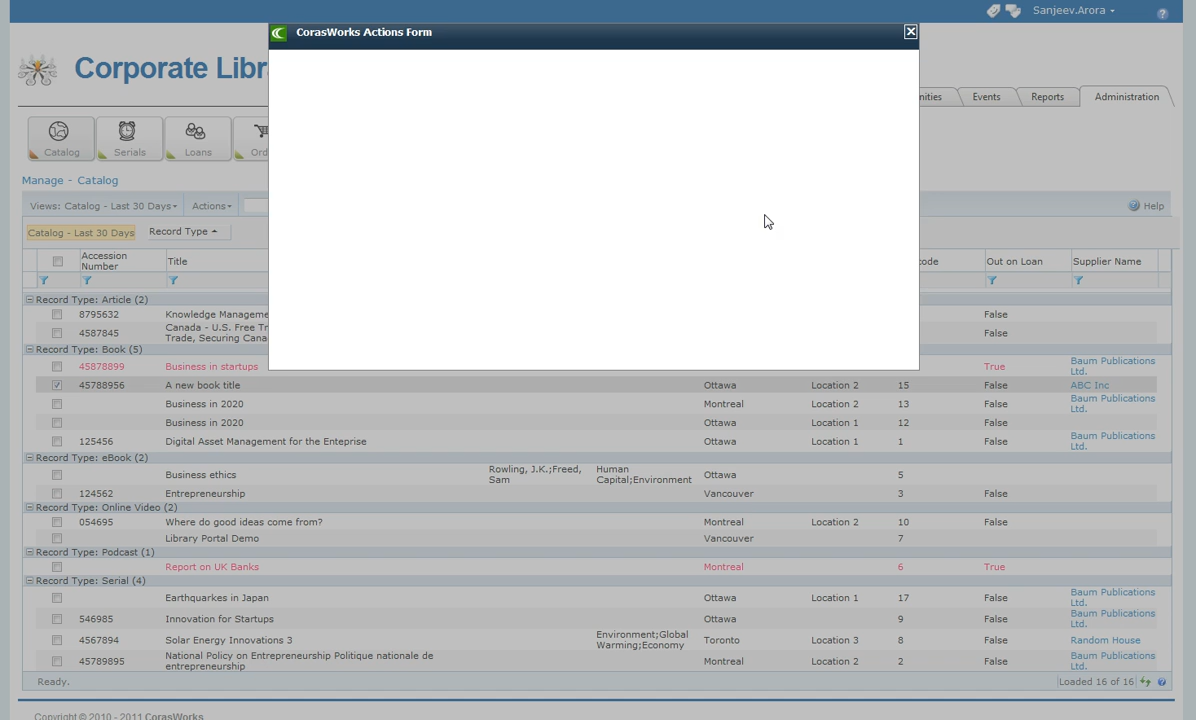 Sanjeev.Arora
CorasWorks Actions Form
Corporate Libr
nities
Events
Reports
Administration
Catalog
Serials
Loans
Ord
Manage - Catalog
Views: Catalog - Last 30 Days
Actions
Help
Catalog - Last 30 Days
Record Type
Accession Number
Title
code
Out on Loan
Supplier Name
Record Type: Article (2)
8795632 Knowledge Manageme False
4587845 Canada - U.S. Free Tr False
Trade, Securing Cana
Record Type: Book (5)
45878899 Business in startups True Baum Publications Ltd.
45788956 A new book title Ottawa Location 2 15 False ABC Inc
Business in 2020 Montreal Location 2 13 False Baum Publications Ltd.
Business in 2020 Ottawa Location 1 12 False
125456 Digital Asset Management for the Enteprise Ottawa Location 1 1 False Baum Publications Ltd.
Record Type: eBook (2)
Business ethics Rowling, J.K.;Freed, Sam Human Capital;Environment Ottawa 5
124562 Entrepreneurship Vancouver 3 False
Record Type: Online Video (2)
054695 Where do good ideas come from? Montreal Location 2 10 False
Library Portal Demo Vancouver 7
Record Type: Podcast (1)
Report on UK Banks Montreal 6 True
Record Type: Serial (4)
Earthquarkes in Japan Ottawa Location 1 17 False Baum Publications Ltd.
546985 Innovation for Startups Ottawa 9 False Baum Publications Ltd.
4567894 Solar Energy Innovations 3 Environment;Global Warming;Economy Toronto Location 3 8 False Random House
45789895 National Policy on Entrepreneurship Politique nationale de entrepreneurship Montreal Location 2 2 False Baum Publications Ltd.
Ready.
Loaded 16 of 16
Copyright © 2010 - 2011 CorasWorks